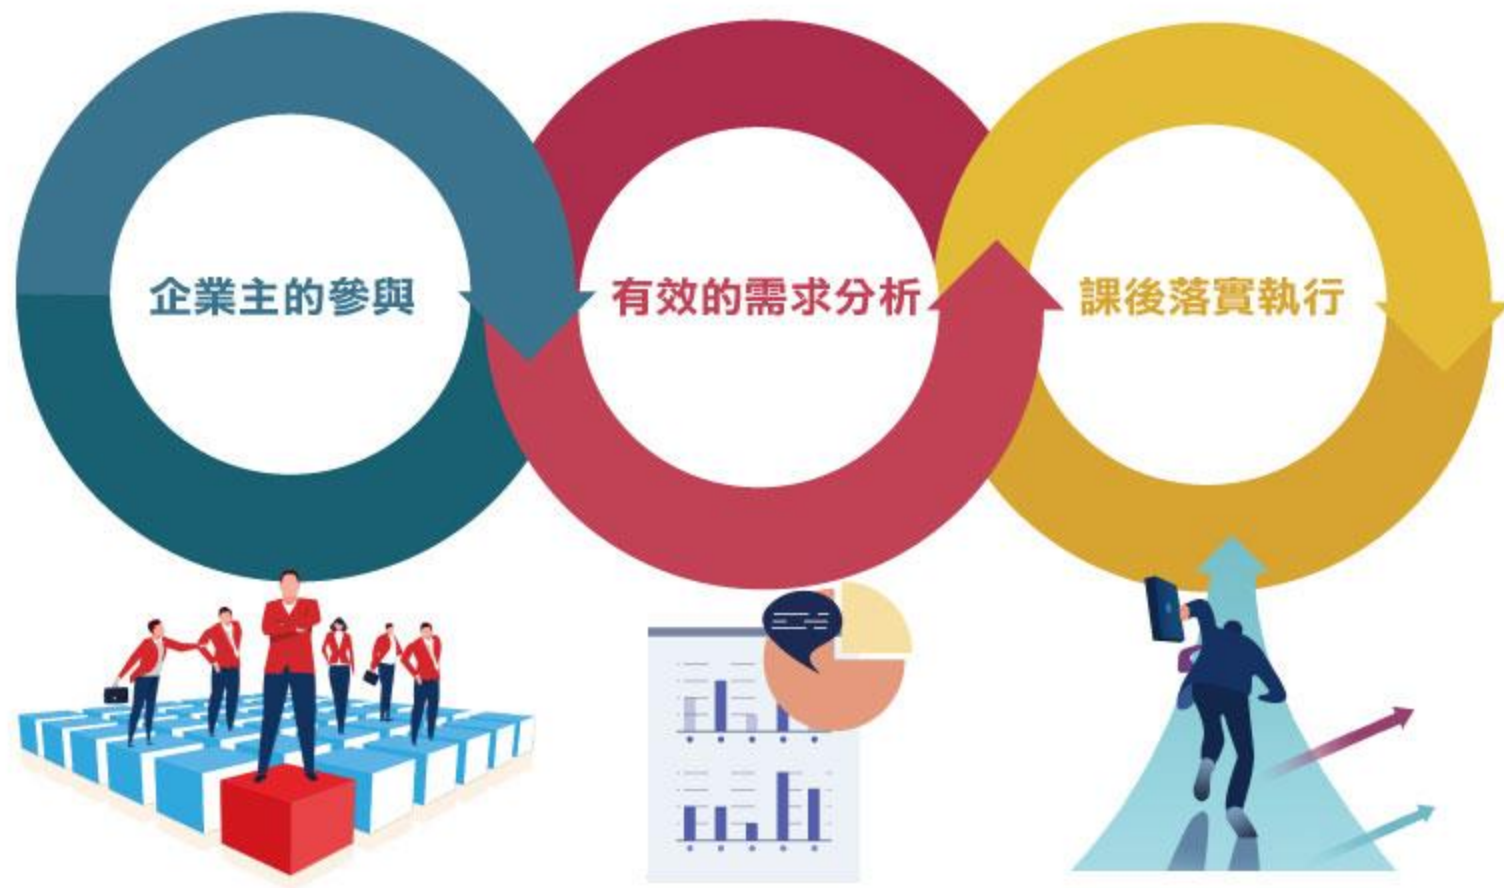 企業主的參與
有效的需求分析
課後落實執行